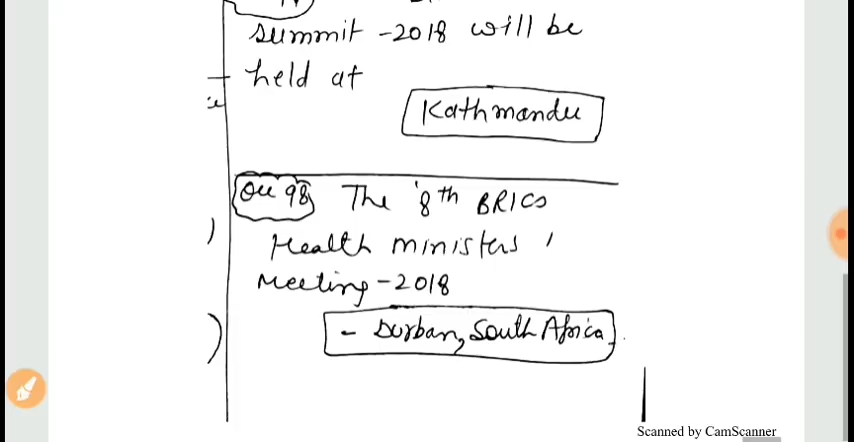 summit -2018 will be
held at
Kathmandu
Que 98 The 8th BRICS
Health ministers'
Meeting -2018
- Durban, South Africa.
Scanned by CamScanner